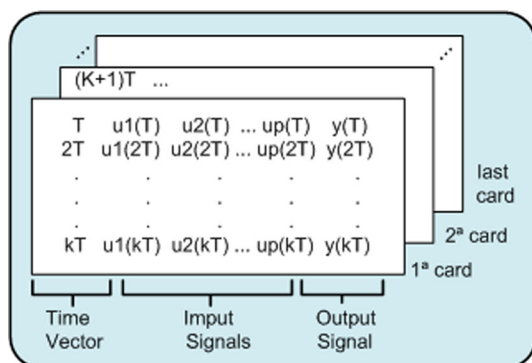 (K+1)T ...
T u1(T) u2(T) ... up(T) y(T)
2T u1(2T) u2(2T) ... up(2T) y(2T)
. . . . .
. . . . .
. . . . .
kT u1(kT) u2(kT) ... up(kT) y(kT)
last
card
2ª card
1ª card
Time
Vector
Imput
Signals
Output
Signal